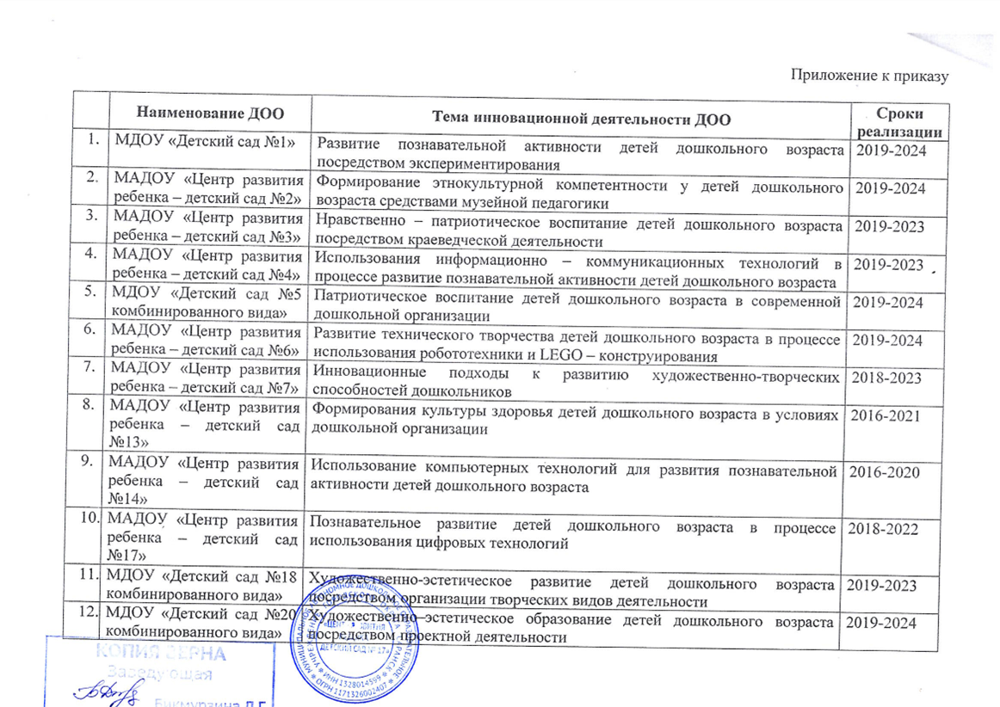 Приложение к приказу
Наименование ДОО
Тема инновационной деятельности ДОО
Сроки
реализации
1.
МДОУ «Детский сад №1»
Развитие познавательной активности детей дошкольного возраста
посредством экспериментирования
2019-2024
2.
МАДОУ «Центр развития
ребенка – детский сад №2»
Формирование этнокультурной компетентности у детей дошкольного
возраста средствами музейной педагогики
2019-2024
3.
МАДОУ «Центр развития
ребенка – детский сад №3»
Нравственно – патриотическое воспитание детей дошкольного возраста
посредством краеведческой деятельности
2019-2023
4.
МАДОУ «Центр развития
ребенка – детский сад №4»
Использования информационно – коммуникационных технологий в
процессе развитие познавательной активности детей дошкольного возраста
2019-2023
5.
МДОУ «Детский сад №5
комбинированного вида»
Патриотическое воспитание детей дошкольного возраста в современной
дошкольной организации
2019-2024
6.
МАДОУ «Центр развития
ребенка – детский сад №6»
Развитие технического творчества детей дошкольного возраста в процессе
использования робототехники и LEGO – конструирования
2019-2024
7.
МАДОУ «Центр развития
ребенка – детский сад №7»
Инновационные подходы к развитию художественно-творческих
способностей дошкольников
2018-2023
8.
МАДОУ «Центр развития
ребенка – детский сад
№13»
Формирования культуры здоровья детей дошкольного возраста в условиях
дошкольной организации
2016-2021
9.
МАДОУ «Центр развития
ребенка – детский сад
№14»
Использование компьютерных технологий для развития познавательной
активности детей дошкольного возраста
2016-2020
10.
МАДОУ «Центр развития
ребенка – детский сад
№17»
Познавательное развитие детей дошкольного возраста в процессе
использования цифровых технологий
2018-2022
11.
МДОУ «Детский сад №18
комбинированного вида»
Художественно-эстетическое развитие детей дошкольного возраста
посредством организации творческих видов деятельности
2019-2023
12.
МДОУ «Детский сад №20
комбинированного вида»
Художественно–эстетическое образование детей дошкольного возраста
посредством проектной деятельности
2019-2024
КОПИЯ ВЕРНА
Заведующая
Бикмурзина Л.Г.
ДЕТСКИЙ САД №17»
ИНН 1328014599
ОГРН 1171326002407